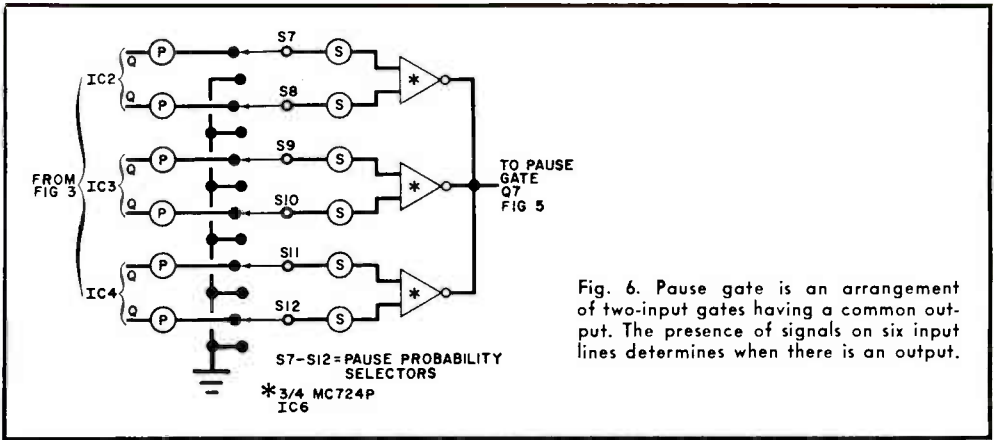 S7
P
S
Q
IC2
*
S8
Q
P
S
S9
P
S
Q
FROM
FIG 3
IC3
*
TO PAUSE
GATE
Q7
FIG 5
S10
Q
P
S
S11
P
S
Q
IC4
*
S12
Q
P
S
S7-S12=PAUSE PROBABILITY
SELECTORS
* 3/4 MC724P
IC6
Fig. 6. Pause gate is an arrangement
of two-input gates having a common out-
put. The presence of signals on six input
lines determines when there is an output.